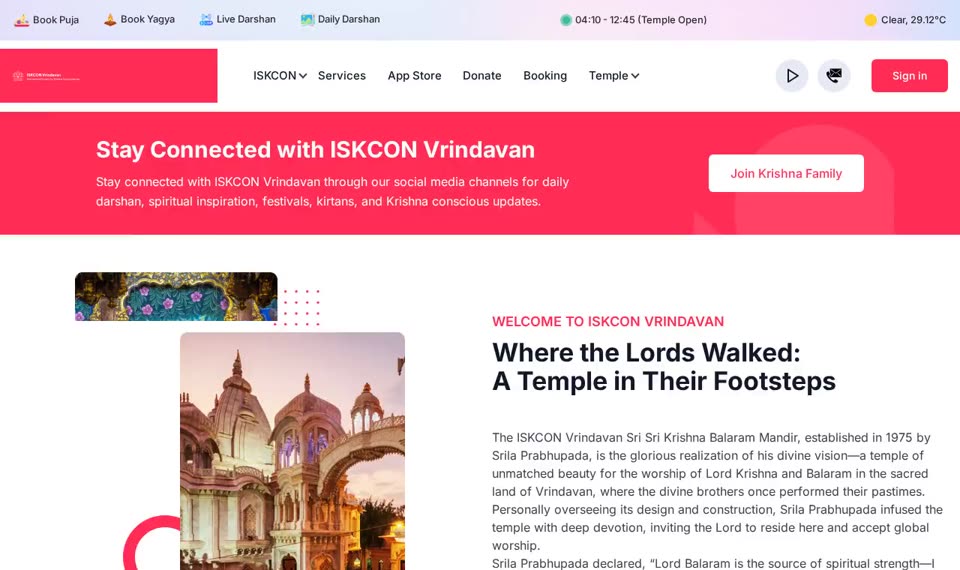 Book Puja
Book Yagya
Live Darshan
Daily Darshan
04:10 - 12:45 (Temple Open)
Clear, 29.12°C
ISKCON Vrindavan
ISKCON
Services
App Store
Donate
Booking
Temple
Sign in
Stay Connected with ISKCON Vrindavan
Stay connected with ISKCON Vrindavan through our social media channels for daily
darshan, spiritual inspiration, festivals, kirtans, and Krishna conscious updates.
Join Krishna Family
WELCOME TO ISKCON VRINDAVAN
Where the Lords Walked:
A Temple in Their Footsteps
The ISKCON Vrindavan Sri Sri Krishna Balaram Mandir, established in 1975 by
Srila Prabhupada, is the glorious realization of his divine vision—a temple of
unmatched beauty for the worship of Lord Krishna and Balaram in the sacred
land of Vrindavan, where the divine brothers once performed their pastimes.
Personally overseeing its design and construction, Srila Prabhupada infused the
temple with deep devotion, inviting the Lord to reside here and accept global
worship.
Srila Prabhupada declared, “Lord Balaram is the source of spiritual strength—I